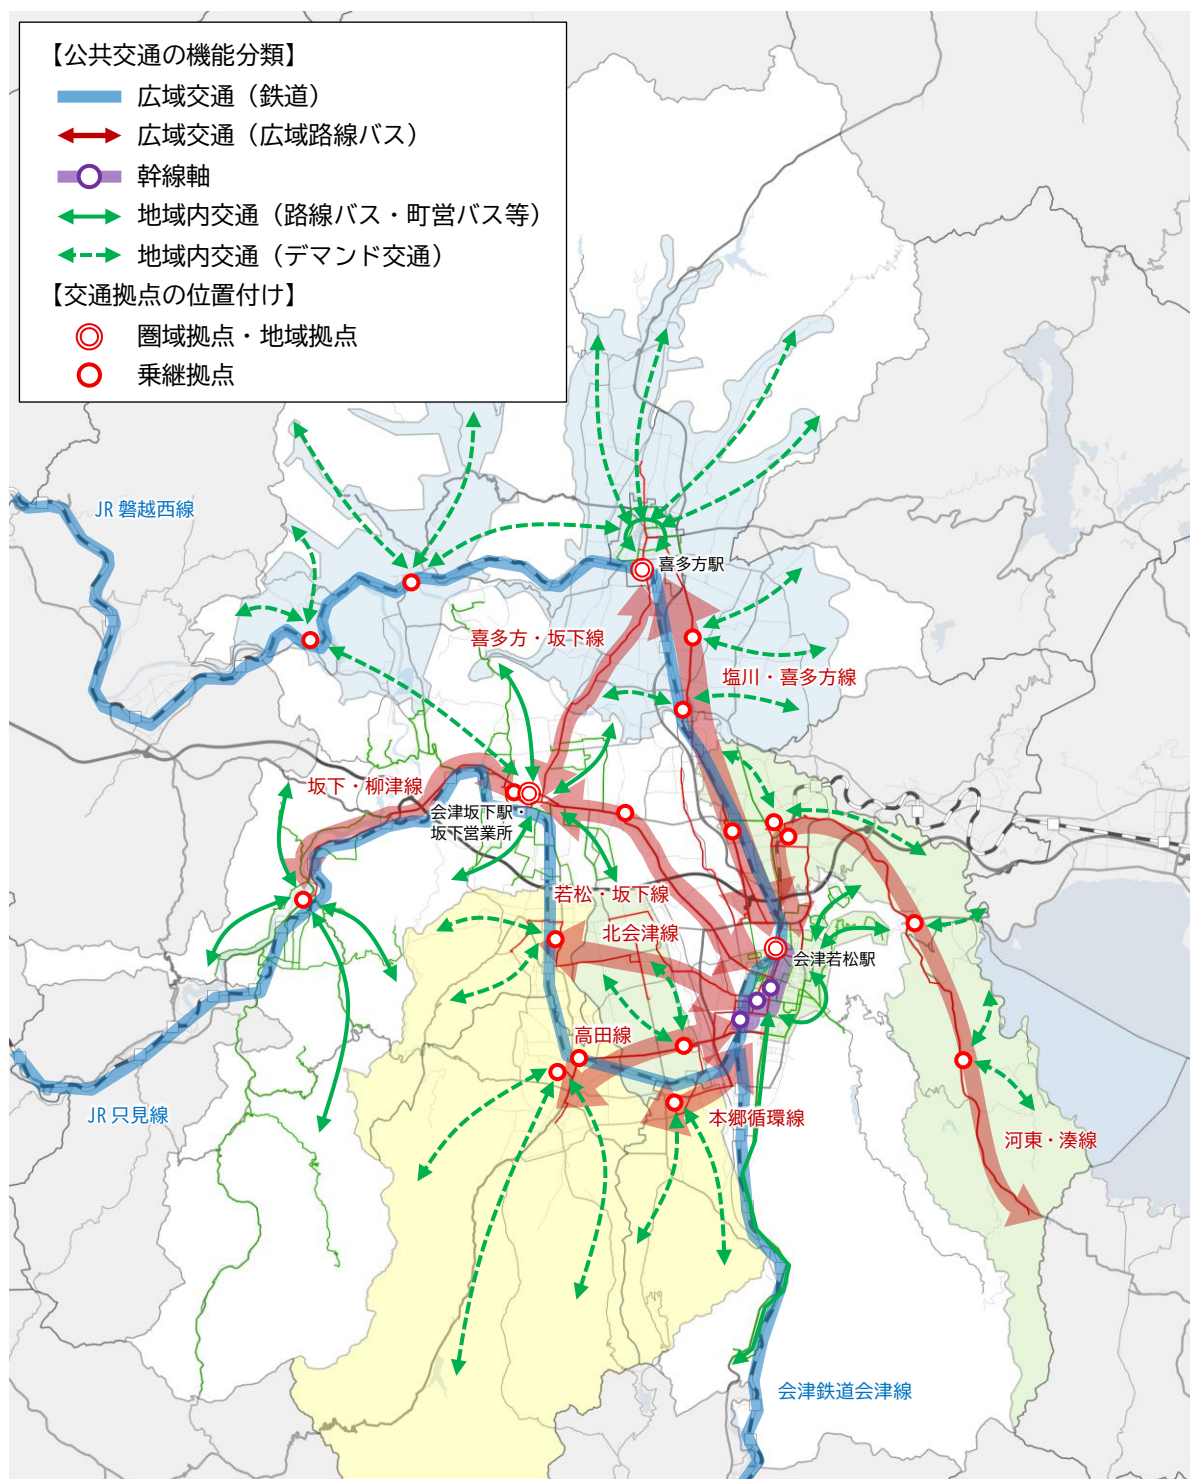 【公共交通の機能分類】
広域交通（鉄道）
広域交通（広域路線バス）
幹線軸
地域内交通（路線バス・町営バス等）
地域内交通（デマンド交通）
【交通拠点の位置付け】
圏域拠点・地域拠点
乗継拠点
JR磐越西線
喜多方駅
喜多方・坂下線
塩川・喜多方線
坂下・柳津線
会津坂下駅・
坂下営業所
若松・坂下線
北会津線
会津若松駅
高田線
JR只見線
本郷循環線
河東・湊線
会津鉄道会津線